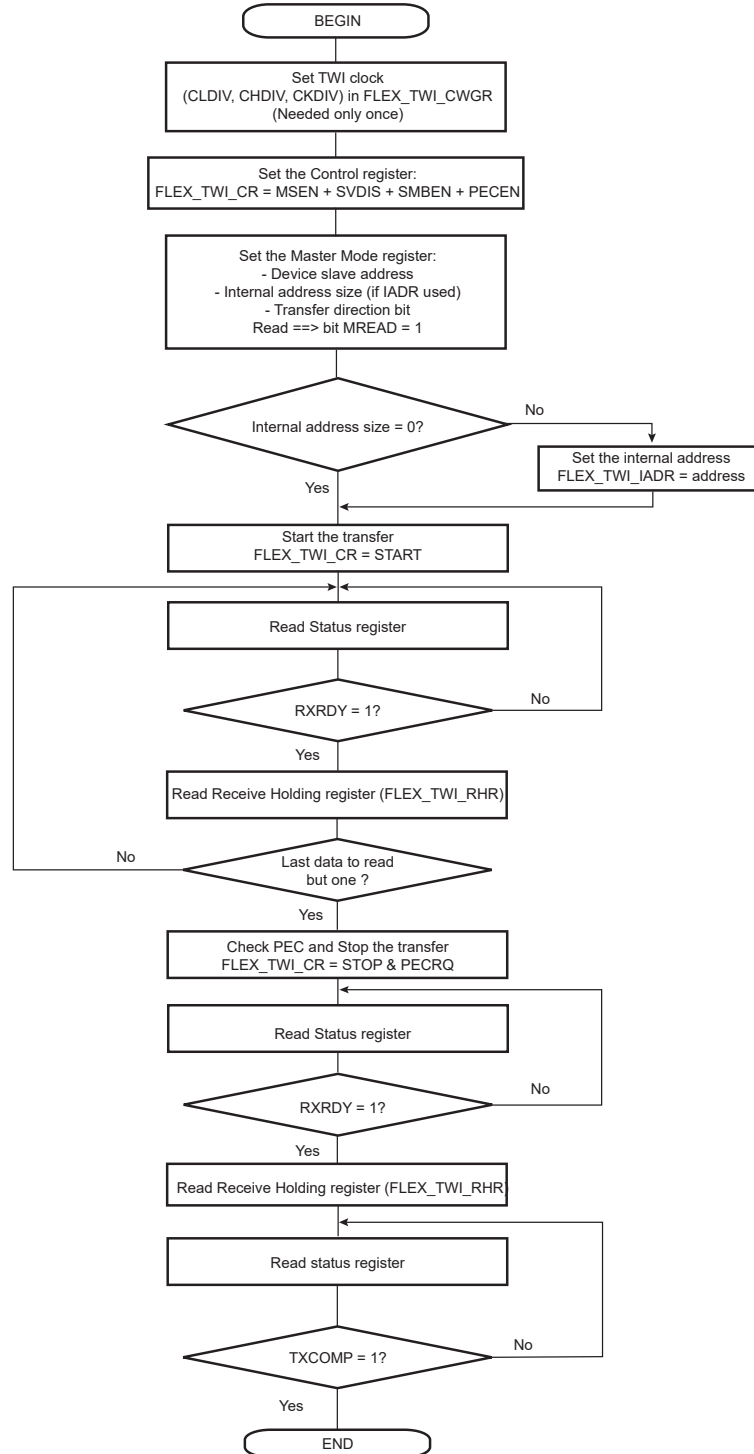 BEGIN
Set TWI clock
(CLDIV, CHDIV, CKDIV) in FLEX_TWI_CWGR
(Needed only once)
Set the Control register:
FLEX_TWI_CR = MSEN + SVDIS + SMBEN + PECEN
Set the Master Mode register:
- Device slave address
- Internal address size (if IADR used)
- Transfer direction bit
Read ==> bit MREAD = 1
Internal address size = 0?
No
Set the internal address
FLEX_TWI_IADR = address
Yes
Start the transfer
FLEX_TWI_CR = START
Read Status register
RXRDY = 1?
No
Yes
Read Receive Holding register (FLEX_TWI_RHR)
Last data to read
but one ?
No
Yes
Check PEC and Stop the transfer
FLEX_TWI_CR = STOP & PECRQ
Read Status register
RXRDY = 1?
No
Yes
Read Receive Holding register (FLEX_TWI_RHR)
Read status register
TXCOMP = 1?
No
Yes
END